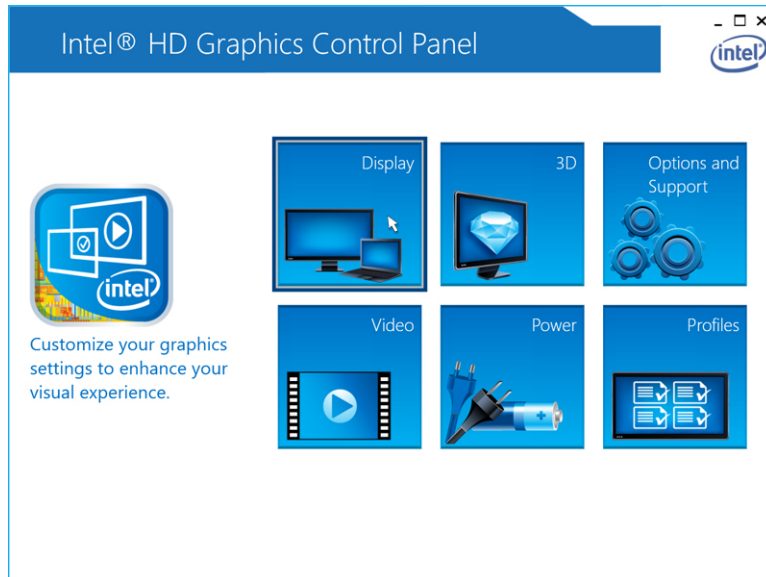 Intel® HD Graphics Control Panel
intel
Display
3D
Options and
Support
intel
Customize your graphics
settings to enhance your
visual experience.
Video
Power
Profiles